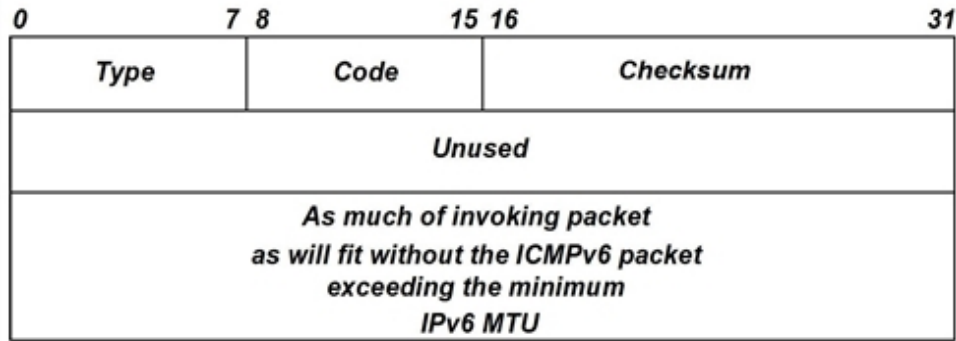 0 7 8 15 16 31
Type Code Checksum
Unused
As much of invoking packet
as will fit without the ICMPv6 packet
exceeding the minimum
IPv6 MTU